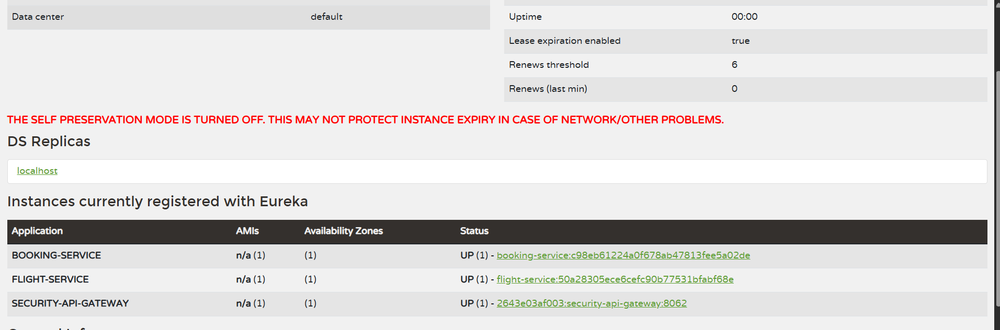 Data center default
Uptime 00:00
Lease expiration enabled true
Renews threshold 6
Renews (last min) 0
THE SELF PRESERVATION MODE IS TURNED OFF. THIS MAY NOT PROTECT INSTANCE EXPIRY IN CASE OF NETWORK/OTHER PROBLEMS.
DS Replicas
localhost
Instances currently registered with Eureka
Application AMIs Availability Zones Status
BOOKING-SERVICE n/a (1) (1) UP (1) - booking-service:c98eb61224a0f678ab47813fee5a02de
FLIGHT-SERVICE n/a (1) (1) UP (1) - flight-service:50a28305ece6cefc90b77531bfabf68e
SECURITY-API-GATEWAY n/a (1) (1) UP (1) - 2643e03af003:security-api-gateway:8062